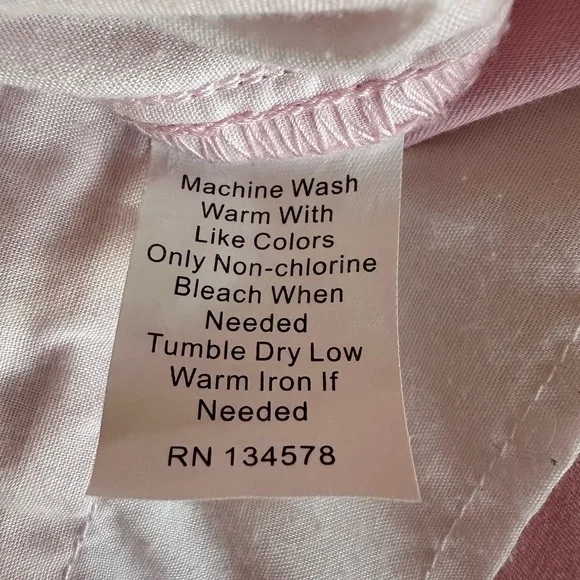 Machine Wash
Warm With
Like Colors
Only Non-chlorine
Bleach When
Needed
Tumble Dry Low
Warm Iron If
Needed
RN 134578